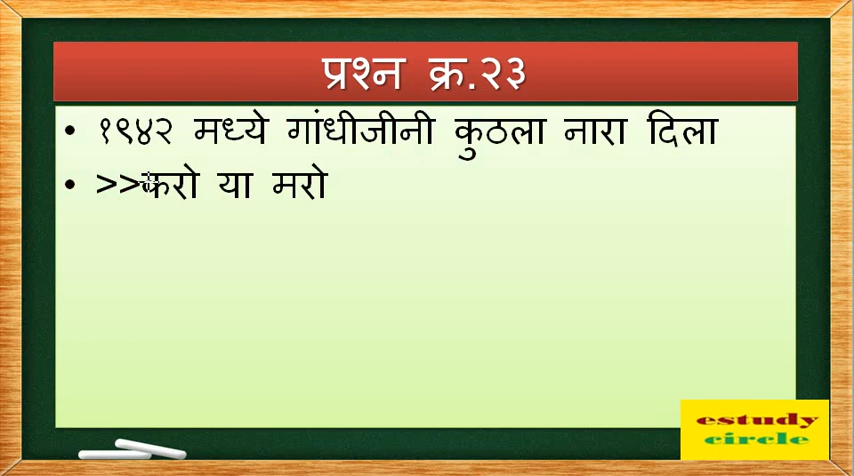 प्रश्न क्र.२३
• १९४२ मध्ये गांधीजीनी कुठला नारा दिला
• >>करो या मरो
estudy
circle